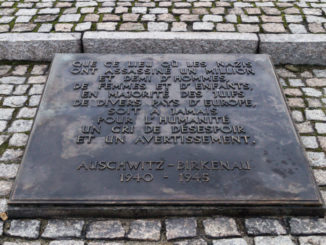 QUE CE LIEU OÙ LES NAZIS
ONT ASSASSINÉ UN MILLION
ET DEMI D'HOMMES,
DE FEMMES ET D'ENFANTS,
EN MAJORITÉ DES JUIFS
DE DIVERS PAYS D'EUROPE,
SOIT À JAMAIS
POUR L'HUMANITÉ
UN CRI DE DÉSESPOIR
ET UN AVERTISSEMENT.
AUSCHWITZ - BIRKENAU
1940 - 1945